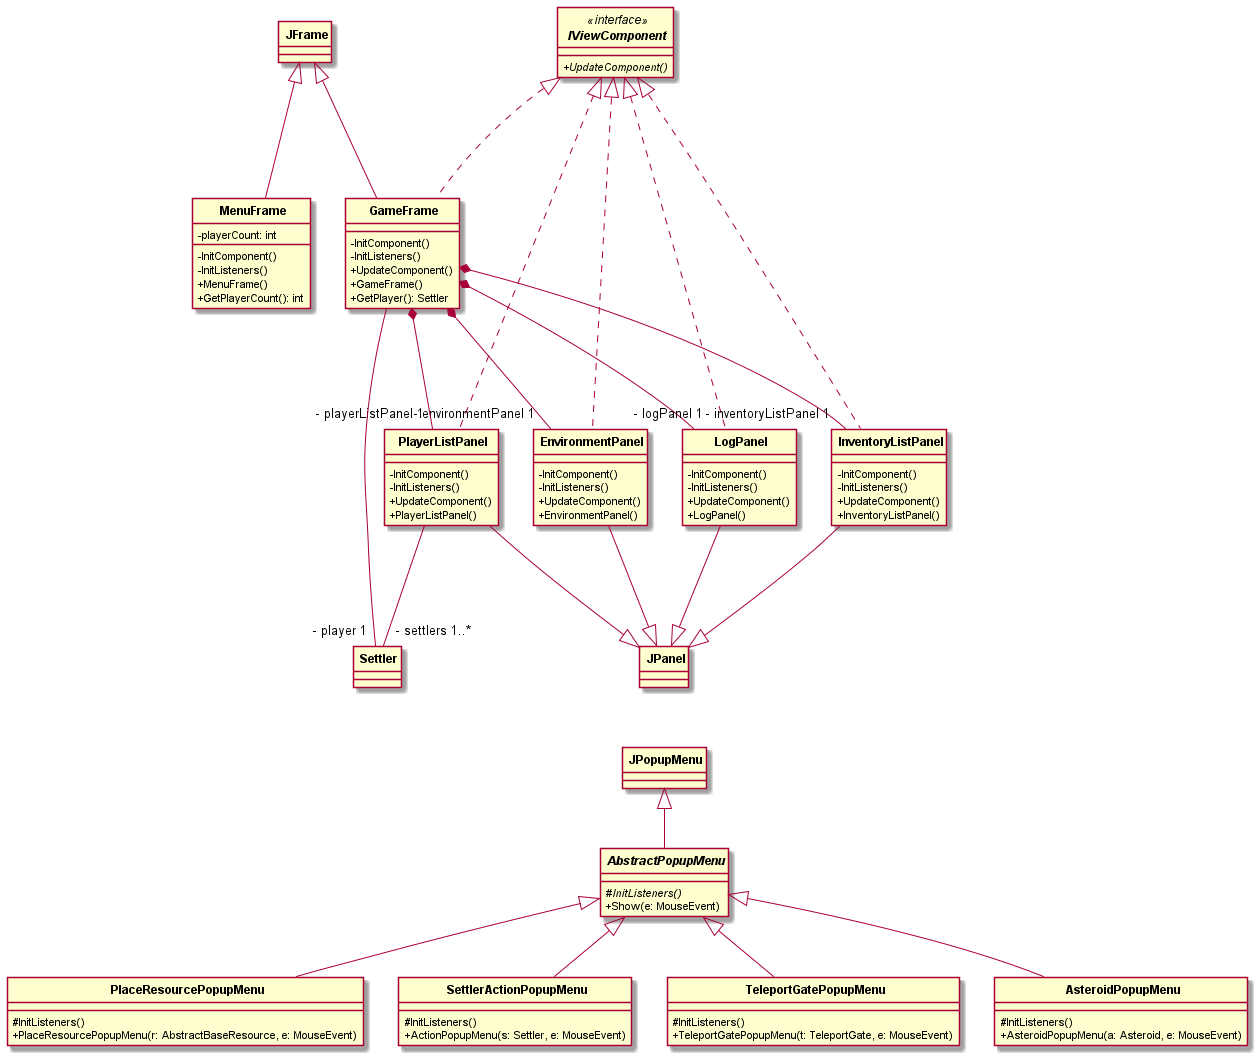 JFrame
«interface»
IViewComponent
+UpdateComponent()
MenuFrame
-playerCount: int
-InitComponent()
-InitListeners()
+MenuFrame()
+GetPlayerCount(): int
GameFrame
-InitComponent()
-InitListeners()
+UpdateComponent()
+GameFrame()
+GetPlayer(): Settler
- playerListPanel 1
- environmentPanel 1
- logPanel 1
- inventoryListPanel 1
PlayerListPanel
-InitComponent()
-InitListeners()
+UpdateComponent()
+PlayerListPanel()
EnvironmentPanel
-InitComponent()
-InitListeners()
+UpdateComponent()
+EnvironmentPanel()
LogPanel
-InitComponent()
-InitListeners()
+UpdateComponent()
+LogPanel()
InventoryListPanel
-InitComponent()
-InitListeners()
+UpdateComponent()
+InventoryListPanel()
- player 1
- settlers 1..*
Settler
JPanel
JPopupMenu
AbstractPopupMenu
#InitListeners()
+Show(e: MouseEvent)
PlaceResourcePopupMenu
#InitListeners()
+PlaceResourcePopupMenu(r: AbstractBaseResource, e: MouseEvent)
SettlerActionPopupMenu
#InitListeners()
+ActionPopupMenu(s: Settler, e: MouseEvent)
TeleportGatePopupMenu
#InitListeners()
+TeleportGatePopupMenu(t: TeleportGate, e: MouseEvent)
AsteroidPopupMenu
#InitListeners()
+AsteroidPopupMenu(a: Asteroid, e: MouseEvent)